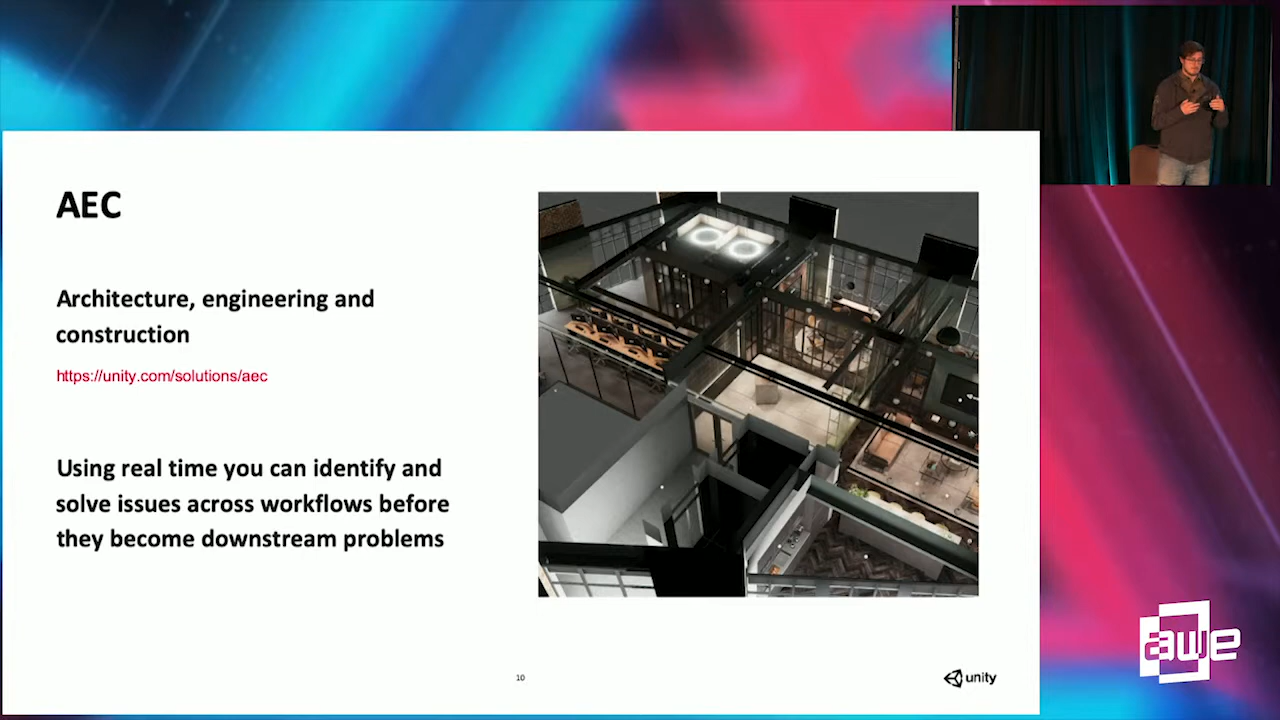 AEC
Architecture, engineering and
construction
https://unity.com/solutions/aec
Using real time you can identify and
solve issues across workflows before
they become downstream problems
10
unity
awe